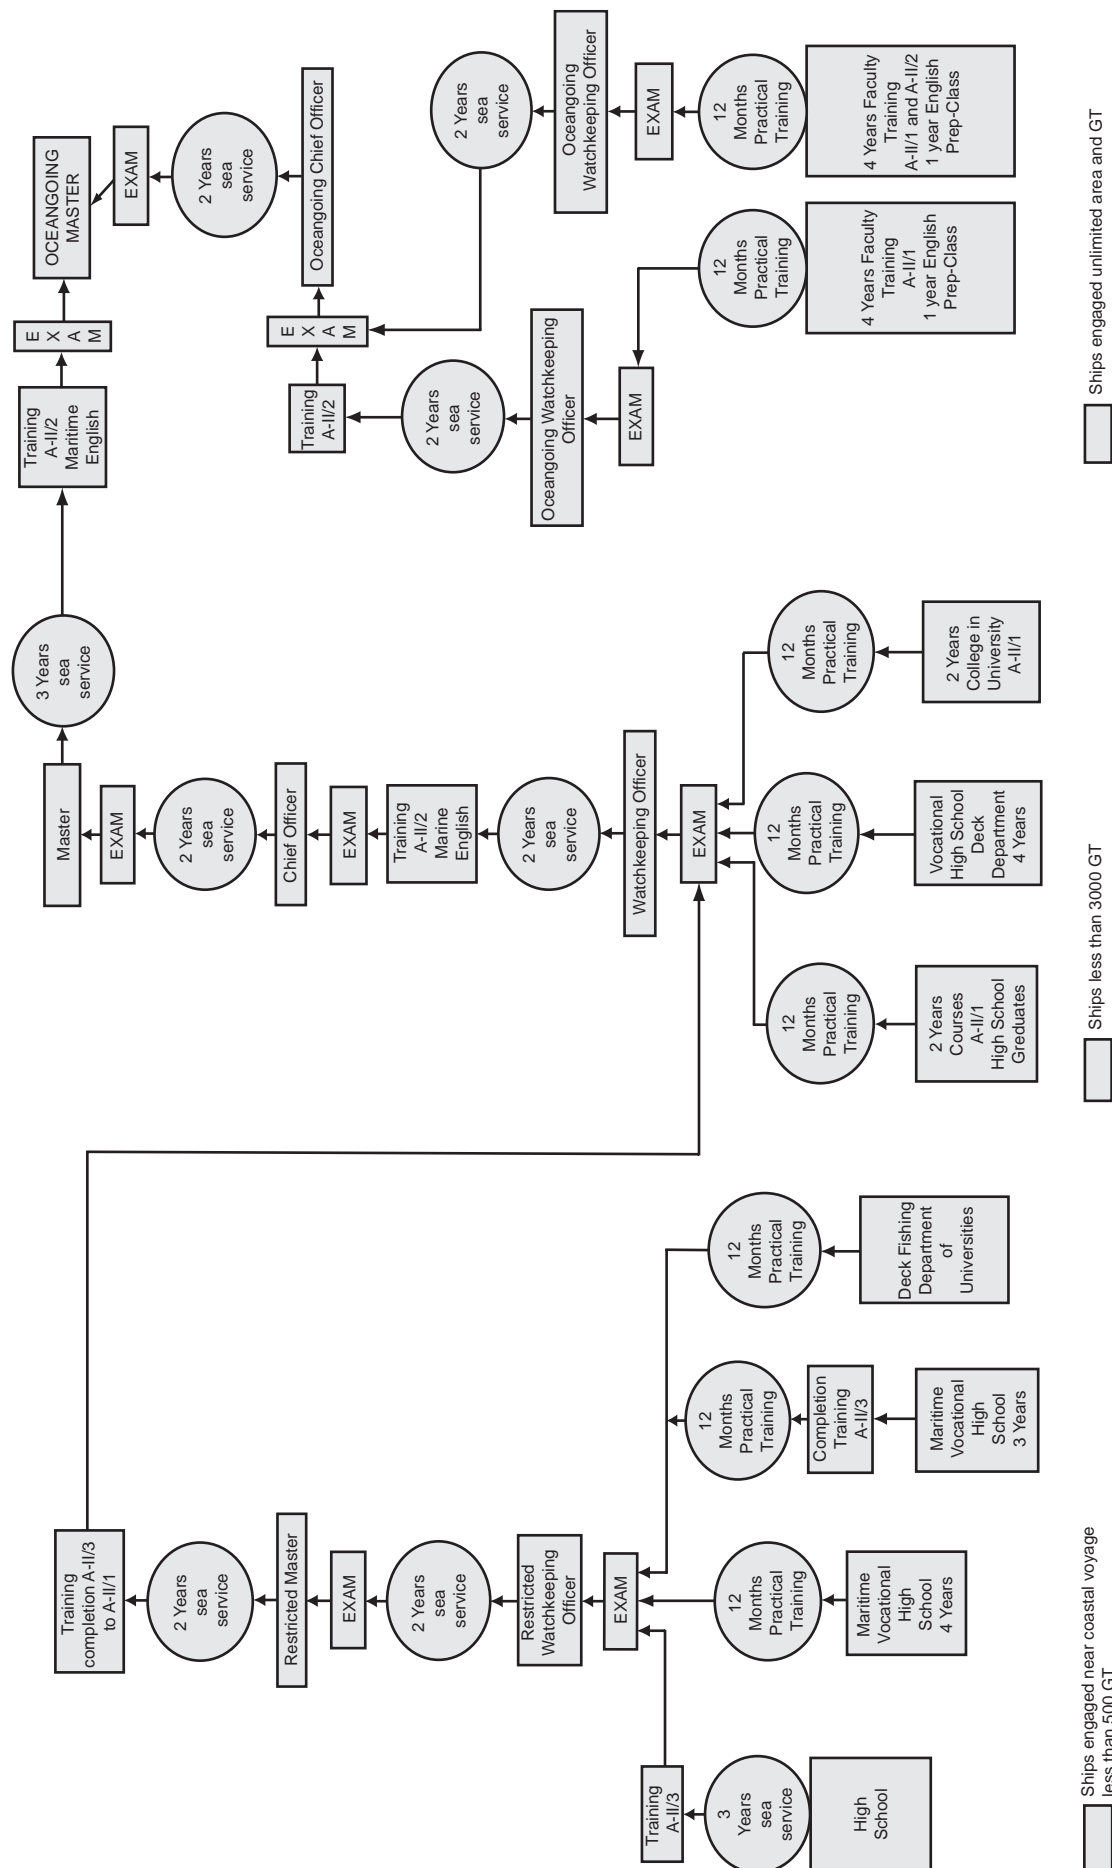 High
School
3
Years
sea
service
Training
A-II/3
Maritime
Vocational
High
School
4 Years
12
Months
Practical
Training
Maritime
Vocational
High
School
3 Years
Completion
Training
A-II/3
12
Months
Practical
Training
Deck Fishing
Department
of
Universities
12
Months
Practical
Training
EXAM
Restricted
Watchkeeping
Officer
2 Years
sea
service
EXAM
Restricted Master
2 Years
sea
service
Training
completion A-II/3
to A-II/1
Ships engaged near coastal voyage
less than 500 GT
2 Years
Courses
A-II/1
High School
Greduates
12
Months
Practical
Training
Vocational
High School
Deck
Department
4 Years
12
Months
Practical
Training
2 Years
College in
University
A-II/1
12
Months
Practical
Training
EXAM
Watchkeeping Officer
2 Years
sea
service
Training
A-II/2
Marine
English
EXAM
Chief Officer
2 Years
sea
service
EXAM
Master
3 Years
sea
service
Training
A-II/2
Maritime
English
E
X
A
M
OCEANGOING
MASTER
Ships less than 3000 GT
4 Years Faculty
Training
A-II/1
1 year English
Prep-Class
12
Months
Practical
Training
EXAM
Oceangoing Watchkeeping
Officer
2 Years
sea
service
Training
A-II/2
E
X
A
M
4 Years Faculty
Training
A-II/1 and A-II/2
1 year English
Prep-Class
12
Months
Practical
Training
EXAM
Oceangoing
Watchkeeping Officer
2 Years
sea
service
Oceangoing Chief Officer
2 Years
sea
service
EXAM
Ships engaged unlimited area and GT